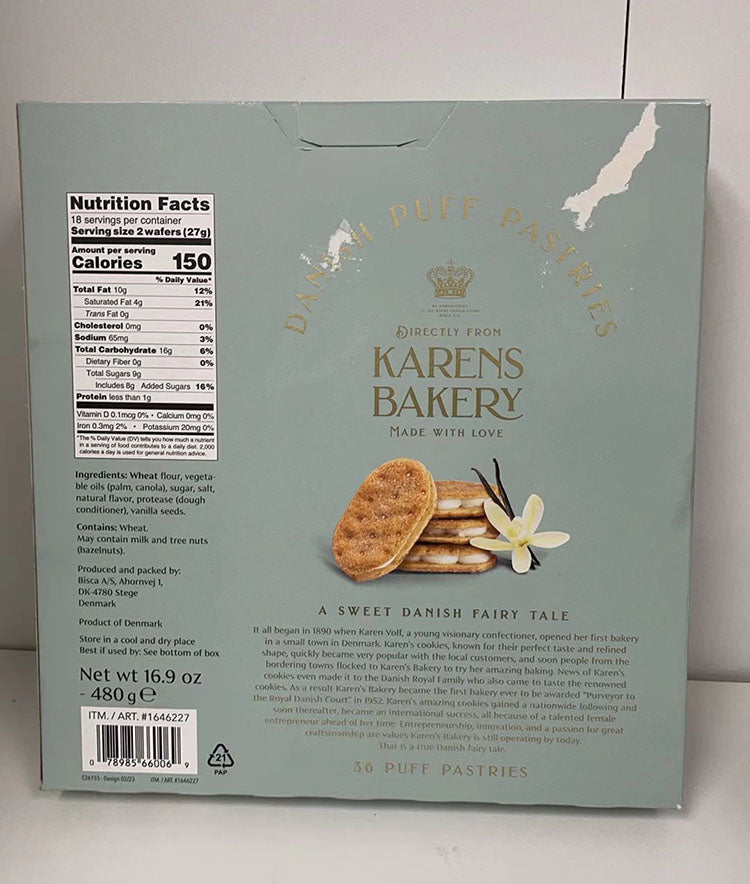 Nutrition Facts
18 servings per container
Serving size 2 wafers (27g)
Amount per serving
Calories 150
% Daily Value*
Total Fat 10g 12%
Saturated Fat 4g 21%
Trans Fat 0g
Cholesterol 0mg 0%
Sodium 65mg 3%
Total Carbohydrate 16g 6%
Dietary Fiber 0g 0%
Total Sugars 9g
Includes 8g Added Sugars 16%
Protein less than 1g
Vitamin D 0.1mcg 0% • Calcium 0mg 0%
Iron 0.3mg 2% • Potassium 20mg 0%
*The % Daily Value (DV) tells you how much a nutrient
in a serving of food contributes to a daily diet. 2,000
calories a day is used for general nutrition advice.
Ingredients: Wheat flour, vegeta-
ble oils (palm, canola), sugar, salt,
natural flavor, protease (dough
conditioner), vanilla seeds.
Contains: Wheat.
May contain milk and tree nuts
(hazelnuts).
Produced and packed by:
Bisca A/S, Ahornvej 1,
DK-4780 Stege
Denmark
Product of Denmark
Store in a cool and dry place
Best if used by: See bottom of box
Net wt 16.9 oz
- 480 g e
ITM. / ART. #1646227
0 78985 66006 9
E26155 - Design 02/23 ITM. / ART #1646227
21
PAP
DANISH PUFF PASTRIES
DIRECTLY FROM
KARENS
BAKERY
MADE WITH LOVE
A SWEET DANISH FAIRY TALE
It all began in 1890 when Karen Volf, a young visionary confectioner, opened her first bakery
in a small town in Denmark. Karen's cookies, known for their perfect taste and refined
shape, quickly became very popular with the local customers, and soon people from the
bordering towns flocked to Karen's Bakery to try her amazing baking. News of Karen's
cookies even made it to the Danish Royal Family who also came to taste the renowned
cookies. As a result Karen's Bakery became the first bakery ever to be awarded "Purveyor to
the Royal Danish Court" in 1952. Karen's amazing cookies gained a nationwide following and
soon thereafter, became an international success, all because of a talented female
entrepreneur ahead of her time. Entrepreneurship, innovation, and a passion for great
craftsmanship are values Karen's Bakery is still operating by today.
That is a true Danish fairy tale.
36 PUFF PASTRIES